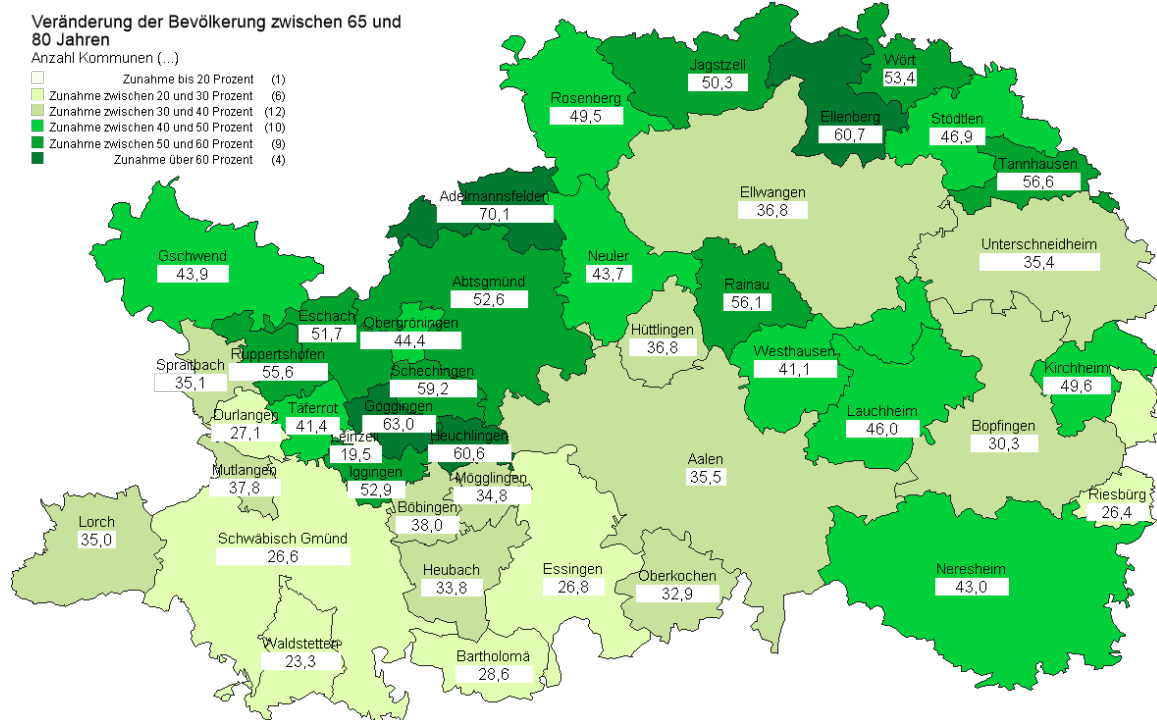 Veränderung der Bevölkerung zwischen 65 und
80 Jahren
Anzahl Kommunen (...)
Zunahme bis 20 Prozent (1)
Zunahme zwischen 20 und 30 Prozent (6)
Zunahme zwischen 30 und 40 Prozent (12)
Zunahme zwischen 40 und 50 Prozent (10)
Zunahme zwischen 50 und 60 Prozent (9)
Zunahme über 60 Prozent (4)
Jagstzell
50,3
Wört
53,4
Rosenberg
49,5
Ellenberg
60,7
Stödtlen
46,9
Tannhausen
56,6
Adelmannsfelden
70,1
Ellwangen
36,8
Unterschneidheim
35,4
Gschwend
43,9
Neuler
43,7
Abtsgmünd
52,6
Rainau
56,1
Eschach
51,7
Obergröningen
44,4
Hüttlingen
36,8
Spraitbach
35,1
Ruppertshofen
55,6
Schechingen
59,2
Westhausen
41,1
Kirchheim
49,6
Durlangen
27,1
Täferrot
41,4
Göggingen
63,0
Lauchheim
46,0
Bopfingen
30,3
Leinzell
19,5
Heuchlingen
60,6
Aalen
35,5
Mutlangen
37,8
Iggingen
52,9
Mögglingen
34,8
Riesbürg
26,4
Lorch
35,0
Böbingen
38,0
Schwäbisch Gmünd
26,6
Heubach
33,8
Essingen
26,8
Oberkochen
32,9
Neresheim
43,0
Waldstetten
23,3
Bartholomä
28,6